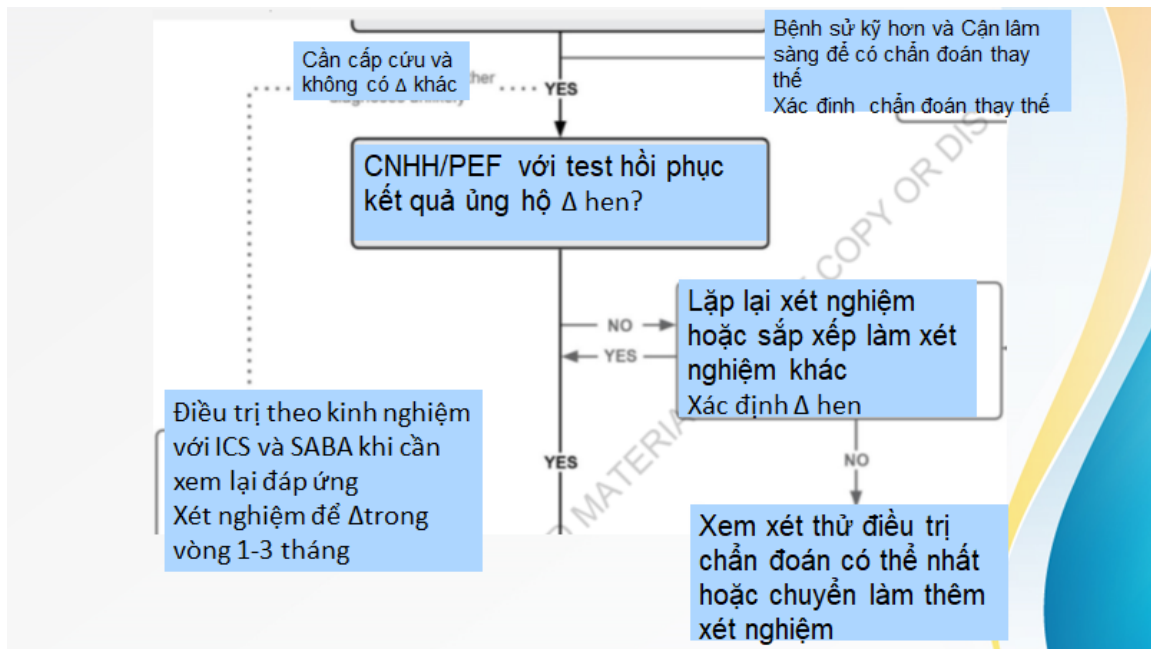 Cần cấp cứu và
không có Δ khác
ther
YES
Bệnh sử kỹ hơn và Cận lâm
sàng để có chẩn đoán thay
thế
Xác định chẩn đoán thay thế
CNHH/PEF với test hồi phục
kết quả ủng hộ Δ hen?
NO
YES
Lặp lại xét nghiệm
hoặc sắp xếp làm xét
nghiệm khác
Xác định Δ hen
Điều trị theo kinh nghiệm
với ICS và SABA khi cần
xem lại đáp ứng
Xét nghiệm để Δtrong
vòng 1-3 tháng
YES
NO
Xem xét thử điều trị
chẩn đoán có thể nhất
hoặc chuyển làm thêm
xét nghiệm
MATERIA
COPY OR DIS